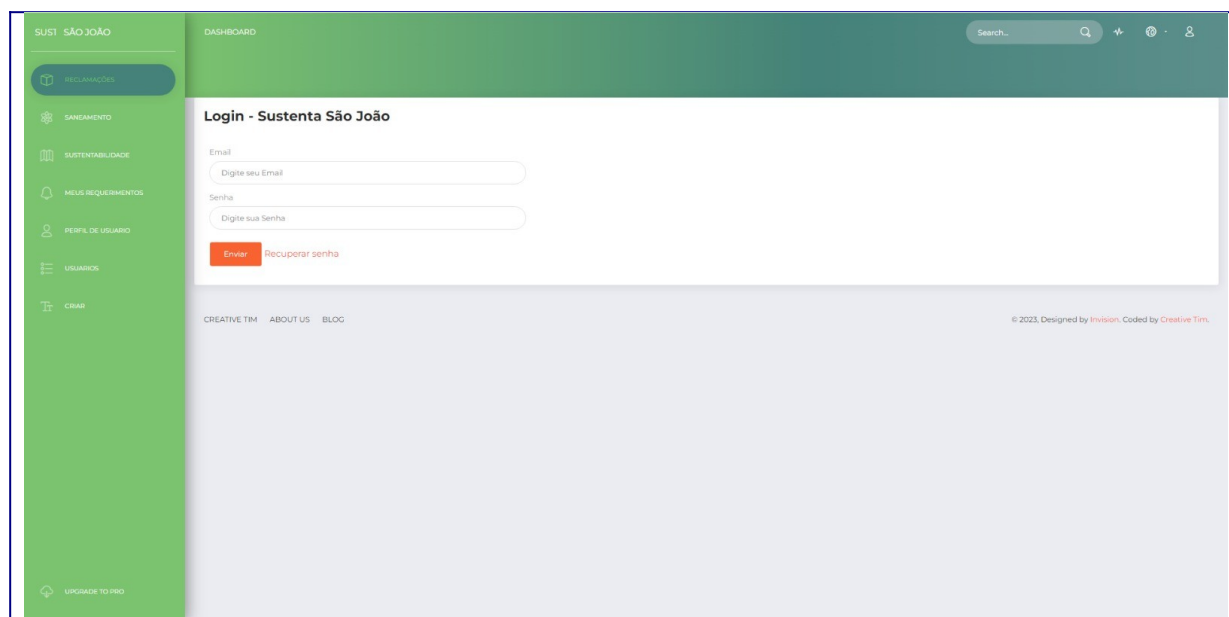 SUST SÃO JOÃO
RECLAMAÇÕES
SANEAMENTO
SUSTENTABILIDADE
MEUS REQUERIMENTOS
PERFIL DE USUARIO
USUARIOS
CRIAR
UPGRADE TO PRO
DASHBOARD
Search...
Login - Sustenta São João
Email
Digite seu Email
Senha
Digite sua Senha
Enviar Recuperar senha
CREATIVE TIM ABOUT US BLOG
© 2023, Designed by Invision. Coded by Creative Tim.